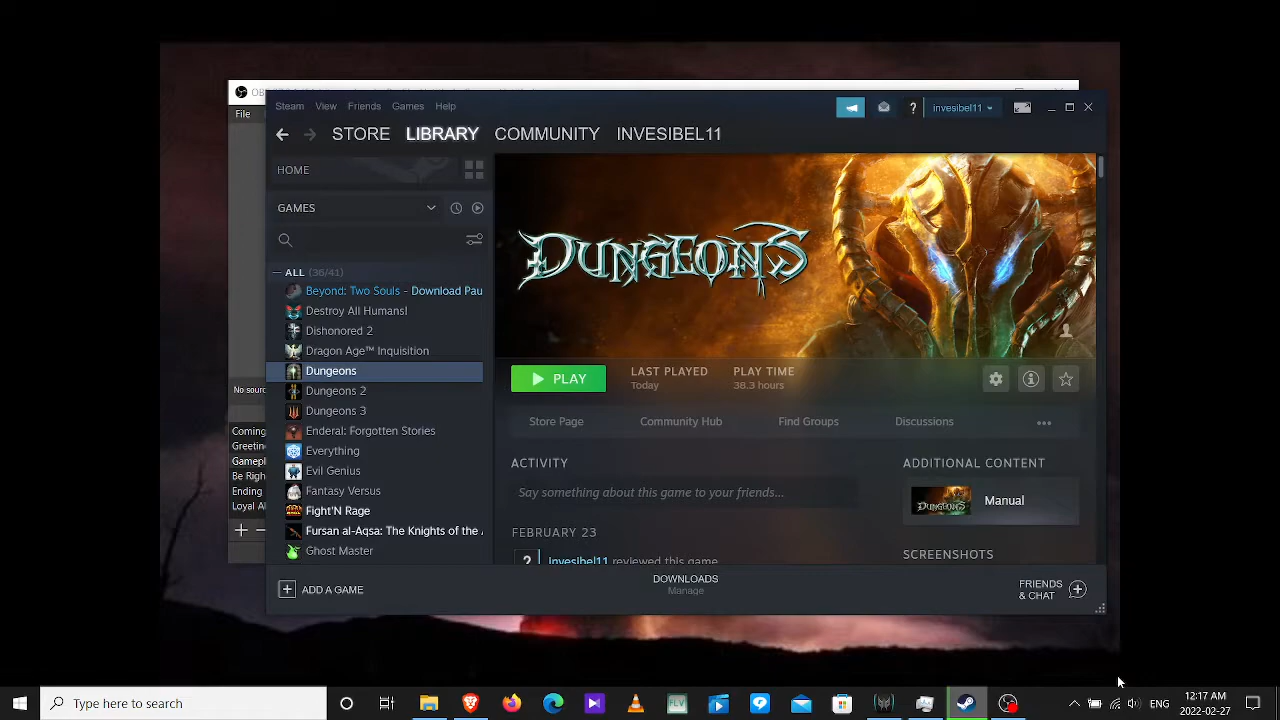 OB
File
Steam View Friends Games Help
invesibel11
STORE LIBRARY COMMUNITY INVESIBEL11
HOME
GAMES
ALL (36/41)
Beyond: Two Souls - Download Pau
Destroy All Humans!
Dishonored 2
Dragon Age™ Inquisition
Dungeons
Dungeons 2
Dungeons 3
Enderal: Forgotten Stories
Everything
Evil Genius
Fantasy Versus
Fight'N Rage
Fursan al-Aqsa: The Knights of the
Ghost Master
No sourc
Coming
Greetin
Gamepl
Be Righ
Ending
Loyal Al
DUNGEONS
PLAY
LAST PLAYED
Today
PLAY TIME
38.3 hours
Store Page Community Hub Find Groups Discussions
ACTIVITY
Say something about this game to your friends...
FEBRUARY 23
invesibel11 reviewed this game
ADDITIONAL CONTENT
DUNGEONS
Manual
SCREENSHOTS
ADD A GAME
DOWNLOADS
Manage
FRIENDS
& CHAT
Type here to search
FLV
ENG
12:17 AM
2022-02-27